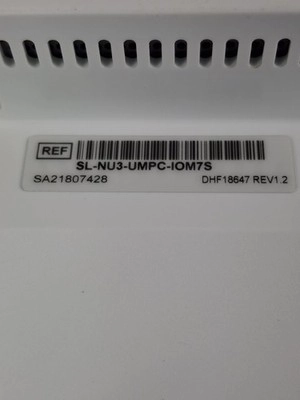 REF
SL-NU3-UMPC-IOM7S
SA21807428 DHF18647 REV1.2